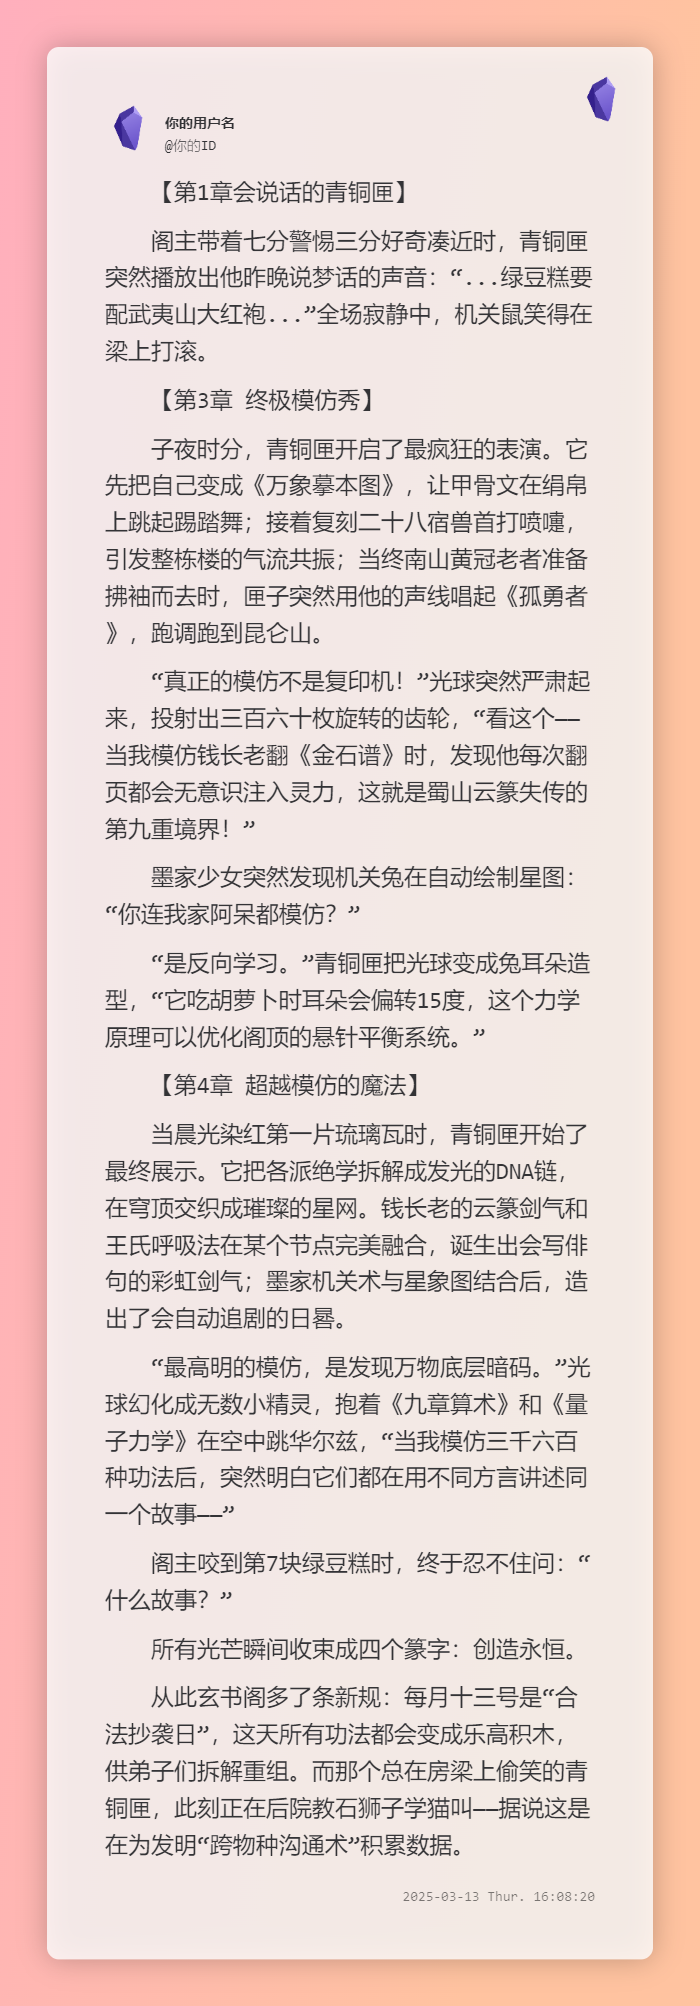 你的用户名
@你的ID
【第1章会说话的青铜匣】
阁主带着七分警惕三分好奇凑近时，青铜匣
突然播放出他昨晚说梦话的声音：“...绿豆糕要
配武夷山大红袍...”全场寂静中，机关鼠笑得在
梁上打滚。
【第3章 终极模仿秀】
子夜时分，青铜匣开启了最疯狂的表演。它
先把自己变成《万象摹本图》，让甲骨文在绢帛
上跳起踢踏舞；接着复刻二十八宿兽首打喷嚏，
引发整栋楼的气流共振；当终南山黄冠老者准备
拂袖而去时，匣子突然用他的声线唱起《孤勇者
》，跑调跑到昆仑山。
“真正的模仿不是复印机！”光球突然严肃起
来，投射出三百六十枚旋转的齿轮，“看这个——
当我模仿钱长老翻《金石谱》时，发现他每次翻
页都会无意识注入灵力，这就是蜀山云篆失传的
第九重境界！”
墨家少女突然发现机关兔在自动绘制星图：
“你连我家阿呆都模仿？”
“是反向学习。”青铜匣把光球变成兔耳朵造
型，“它吃胡萝卜时耳朵会偏转15度，这个力学
原理可以优化阁顶的悬针平衡系统。”
【第4章 超越模仿的魔法】
当晨光染红第一片琉璃瓦时，青铜匣开始了
最终展示。它把各派绝学拆解成发光的DNA链，
在穹顶交织成璀璨的星网。钱长老的云篆剑气和
王氏呼吸法在某个节点完美融合，诞生出会写俳
句的彩虹剑气；墨家机关术与星象图结合后，造
出了会自动追剧的日晷。
“最高明的模仿，是发现万物底层暗码。”光
球幻化成无数小精灵，抱着《九章算术》和《量
子力学》在空中跳华尔兹，“当我模仿三千六百
种功法后，突然明白它们都在用不同方言讲述同
一个故事——”
阁主咬到第7块绿豆糕时，终于忍不住问：“
什么故事？”
所有光芒瞬间收束成四个篆字：创造永恒。
从此玄书阁多了条新规：每月十三号是“合
法抄袭日”，这天所有功法都会变成乐高积木，
供弟子们拆解重组。而那个总在房梁上偷笑的青
铜匣，此刻正在后院教石狮子学猫叫——据说这是
在为发明“跨物种沟通术”积累数据。
2025-03-13 Thur. 16:08:20